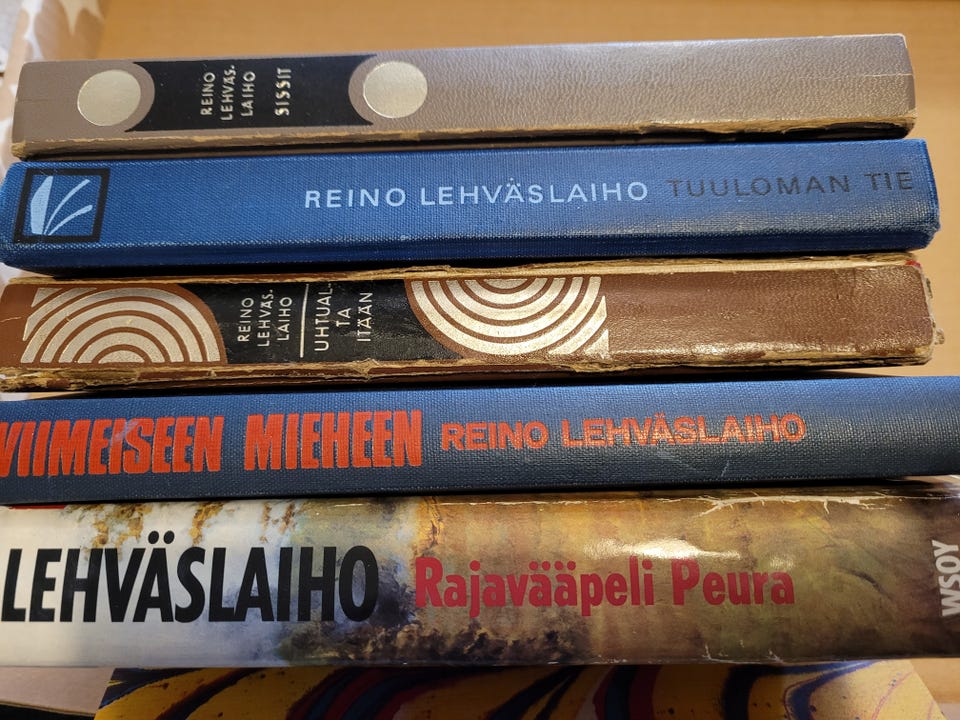 REINO
LEHVÄS-
LAIHO
SISSIT
REINO LEHVÄSLAIHO TUULOMAN TIE
REINO
LEHVÄS-
LAIHO
UHTUAL-
TA
ITÄÄN
VIIMEISEEN MIEHEEN REINO LEHVÄSLAIHO
LEHVÄSLAIHO Rajavääpeli Peura WSOY